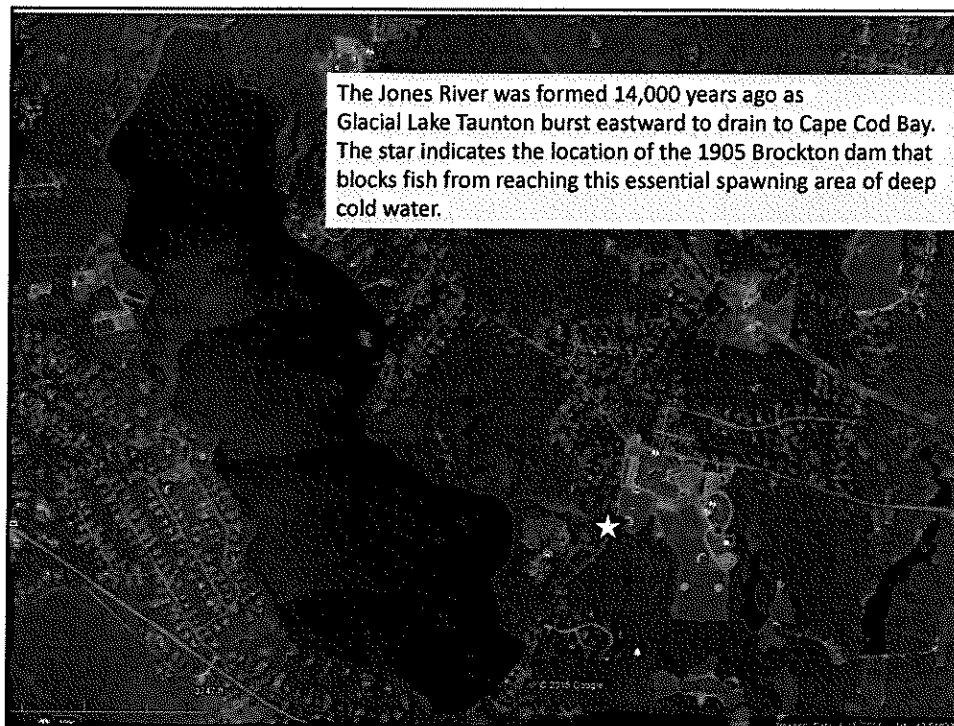 The Jones River was formed 14,000 years ago as
Glacial Lake Taunton burst eastward to drain to Cape Cod Bay.
The star indicates the location of the 1905 Brockton dam that
blocks fish from reaching this essential spawning area of deep
cold water.
Google